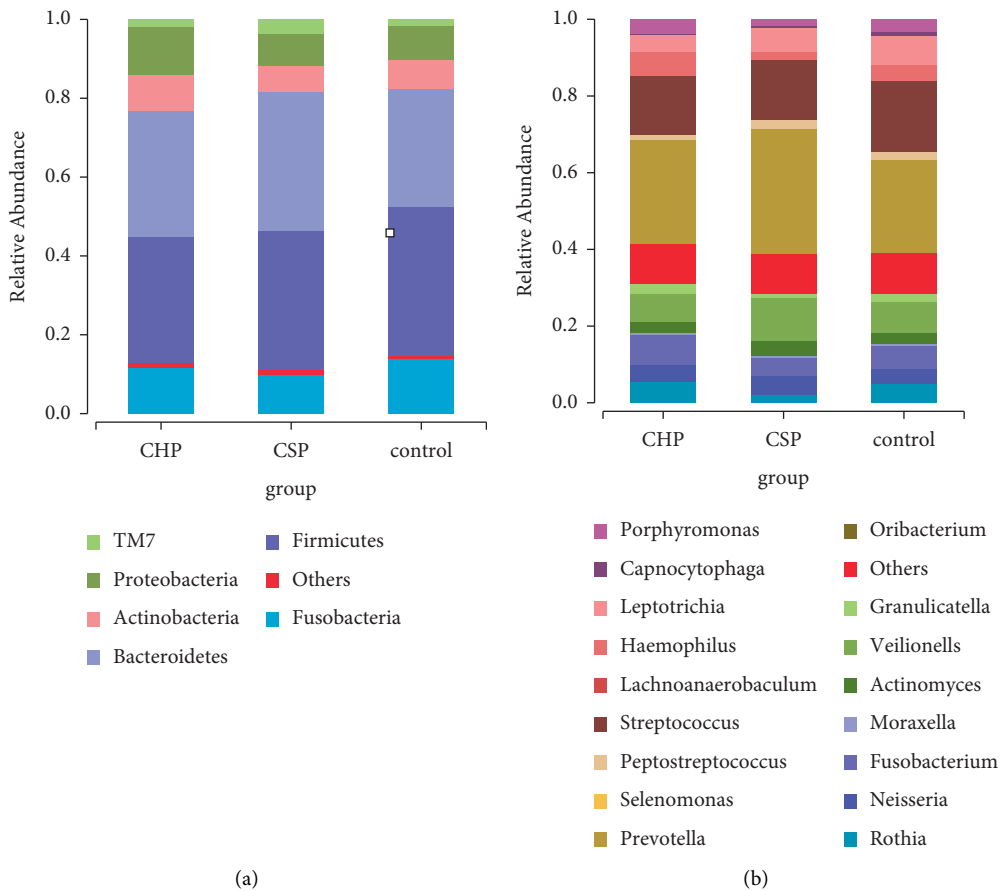 1.0
0.8
0.6
0.4
0.2
0.0
Relative Abundance
CHP
CSP
control
group
TM7
Proteobacteria
Actinobacteria
Bacteroidetes
Firmicutes
Others
Fusobacteria
(a)
1.0
0.8
0.6
0.4
0.2
0.0
Relative Abundance
CHP
CSP
control
group
Porphyromonas
Capnocytophaga
Leptotrichia
Haemophilus
Lachnoanaerobaculum
Streptococcus
Peptostreptococcus
Selenomonas
Prevotella
Oribacterium
Others
Granulicatella
Veilionells
Actinomyces
Moraxella
Fusobacterium
Neisseria
Rothia
(b)